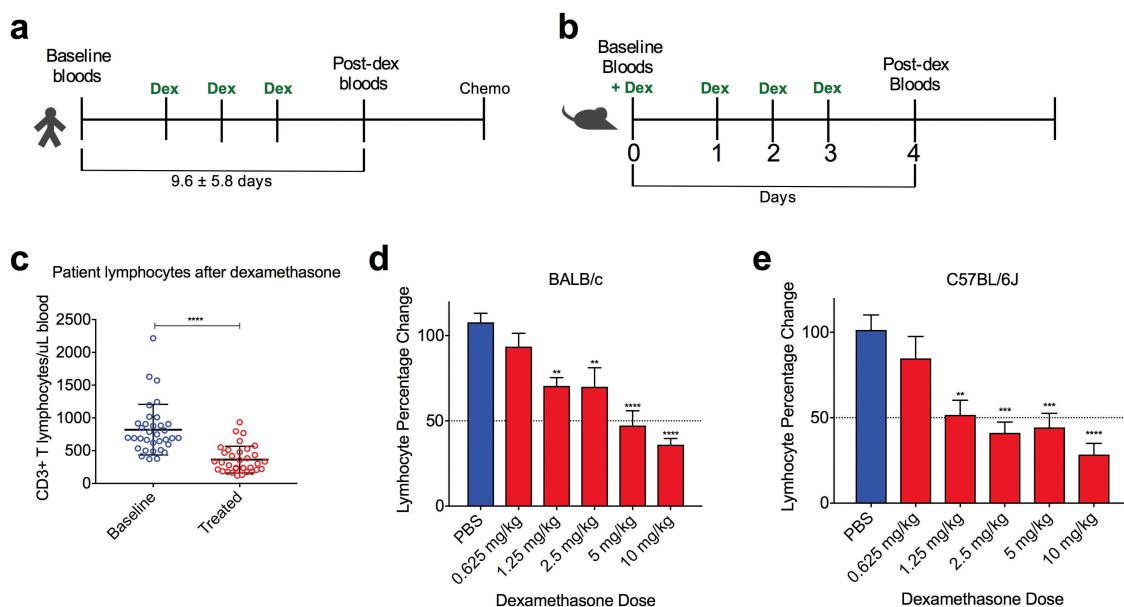 a
Baseline
bloods
Dex
Dex
Dex
Post-dex
bloods
Chemo
9.6 ± 5.8 days
b
Baseline
Bloods
+ Dex
Dex
Dex
Dex
Post-dex
Bloods
0
1
2
3
4
Days
c
Patient lymphocytes after dexamethasone
CD3+ T lymphocytes/uL blood
2500
2000
1500
1000
500
0
****
Baseline
Treated
d
BALB/c
Lymhocyte Percentage Change
100
50
0
**
**
****
****
PBS
0.625 mg/kg
1.25 mg/kg
2.5 mg/kg
5 mg/kg
10 mg/kg
Dexamethasone Dose
e
C57BL/6J
Lymphocyte Percentage Change
100
50
0
**
***
***
****
PBS
0.625 mg/kg
1.25 mg/kg
2.5 mg/kg
5 mg/kg
10 mg/kg
Dexamethasone Dose